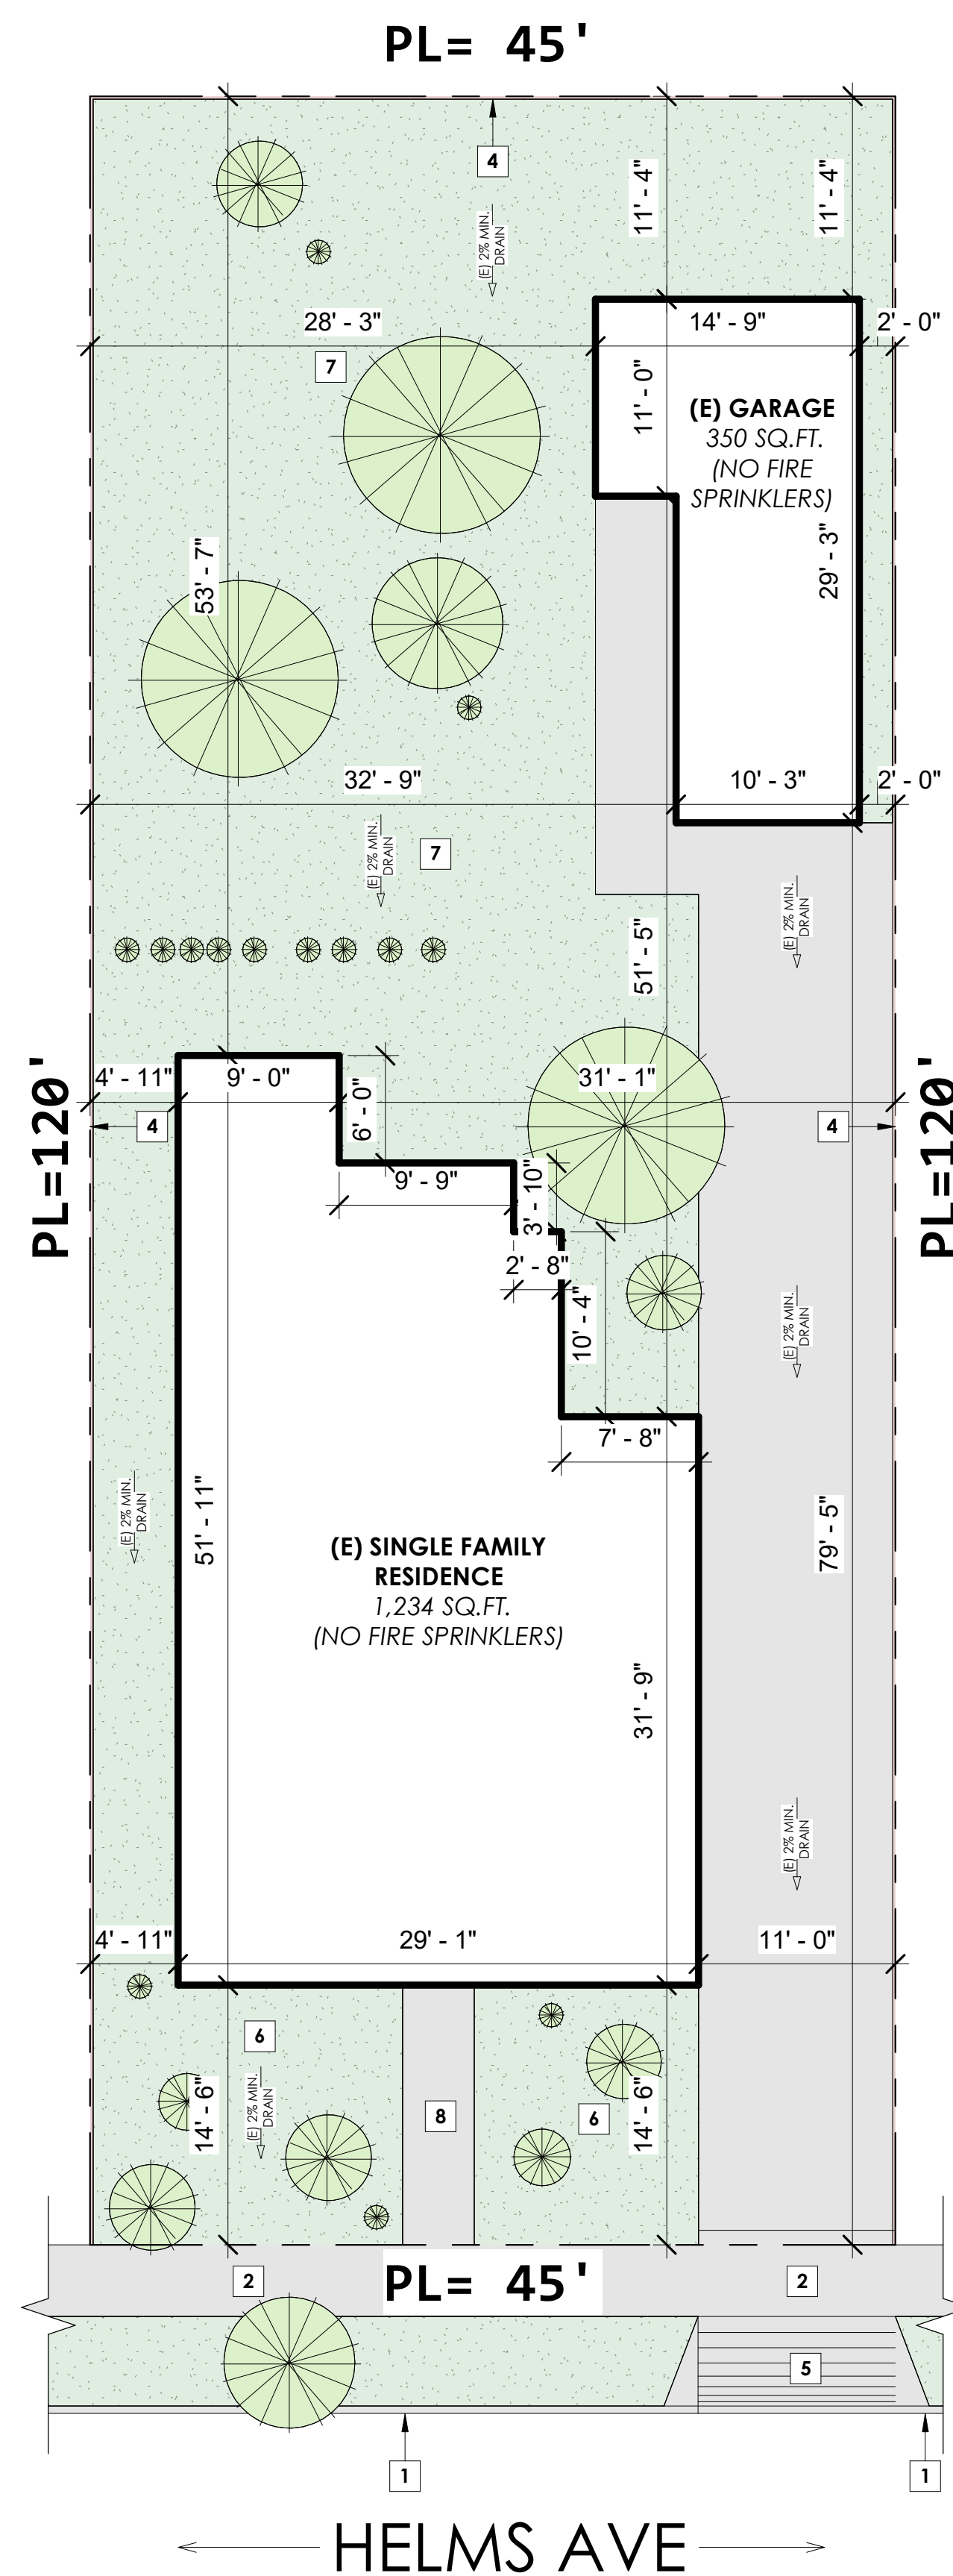 PL= 45'
4
11' - 4"
11' - 4"
(E) 2% MIN.
DRAIN
28' - 3"
14' - 9"
2' - 0"
7
11' - 0"
(E) GARAGE
350 SQ.FT.
(NO FIRE
SPRINKLERS)
53' - 7"
29' - 3"
32' - 9"
10' - 3"
2' - 0"
(E) 2% MIN.
DRAIN
7
(E) 2% MIN.
DRAIN
51' - 5"
PL=120'
4' - 11"
9' - 0"
6' - 0"
31' - 1"
PL=120'
4
4
9' - 9"
3' - 10"
2' - 8"
10' - 4"
(E) 2% MIN.
DRAIN
7' - 8"
(E) 2% MIN.
DRAIN
51' - 11"
79' - 5"
(E) SINGLE FAMILY
RESIDENCE
1,234 SQ.FT.
(NO FIRE SPRINKLERS)
31' - 9"
(E) 2% MIN.
DRAIN
4' - 11"
29' - 1"
11' - 0"
6
14' - 6"
(E) 2% MIN.
DRAIN
8
6
14' - 6"
2
PL= 45'
2
5
1
1
HELMS AVE